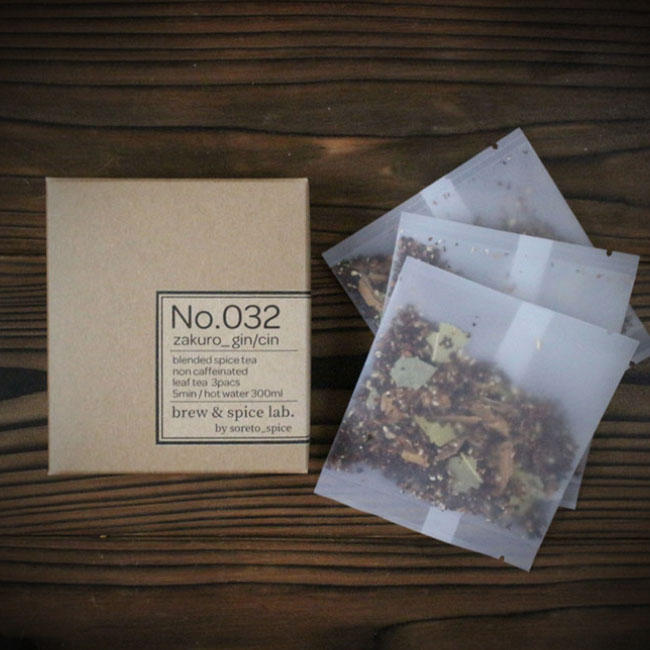 No.032
zakuro_gin/cin
blended spice tea
non caffeinated
leaf tea 3pacs
5min / hot water 300ml
brew & spice lab.
by soreto_spice